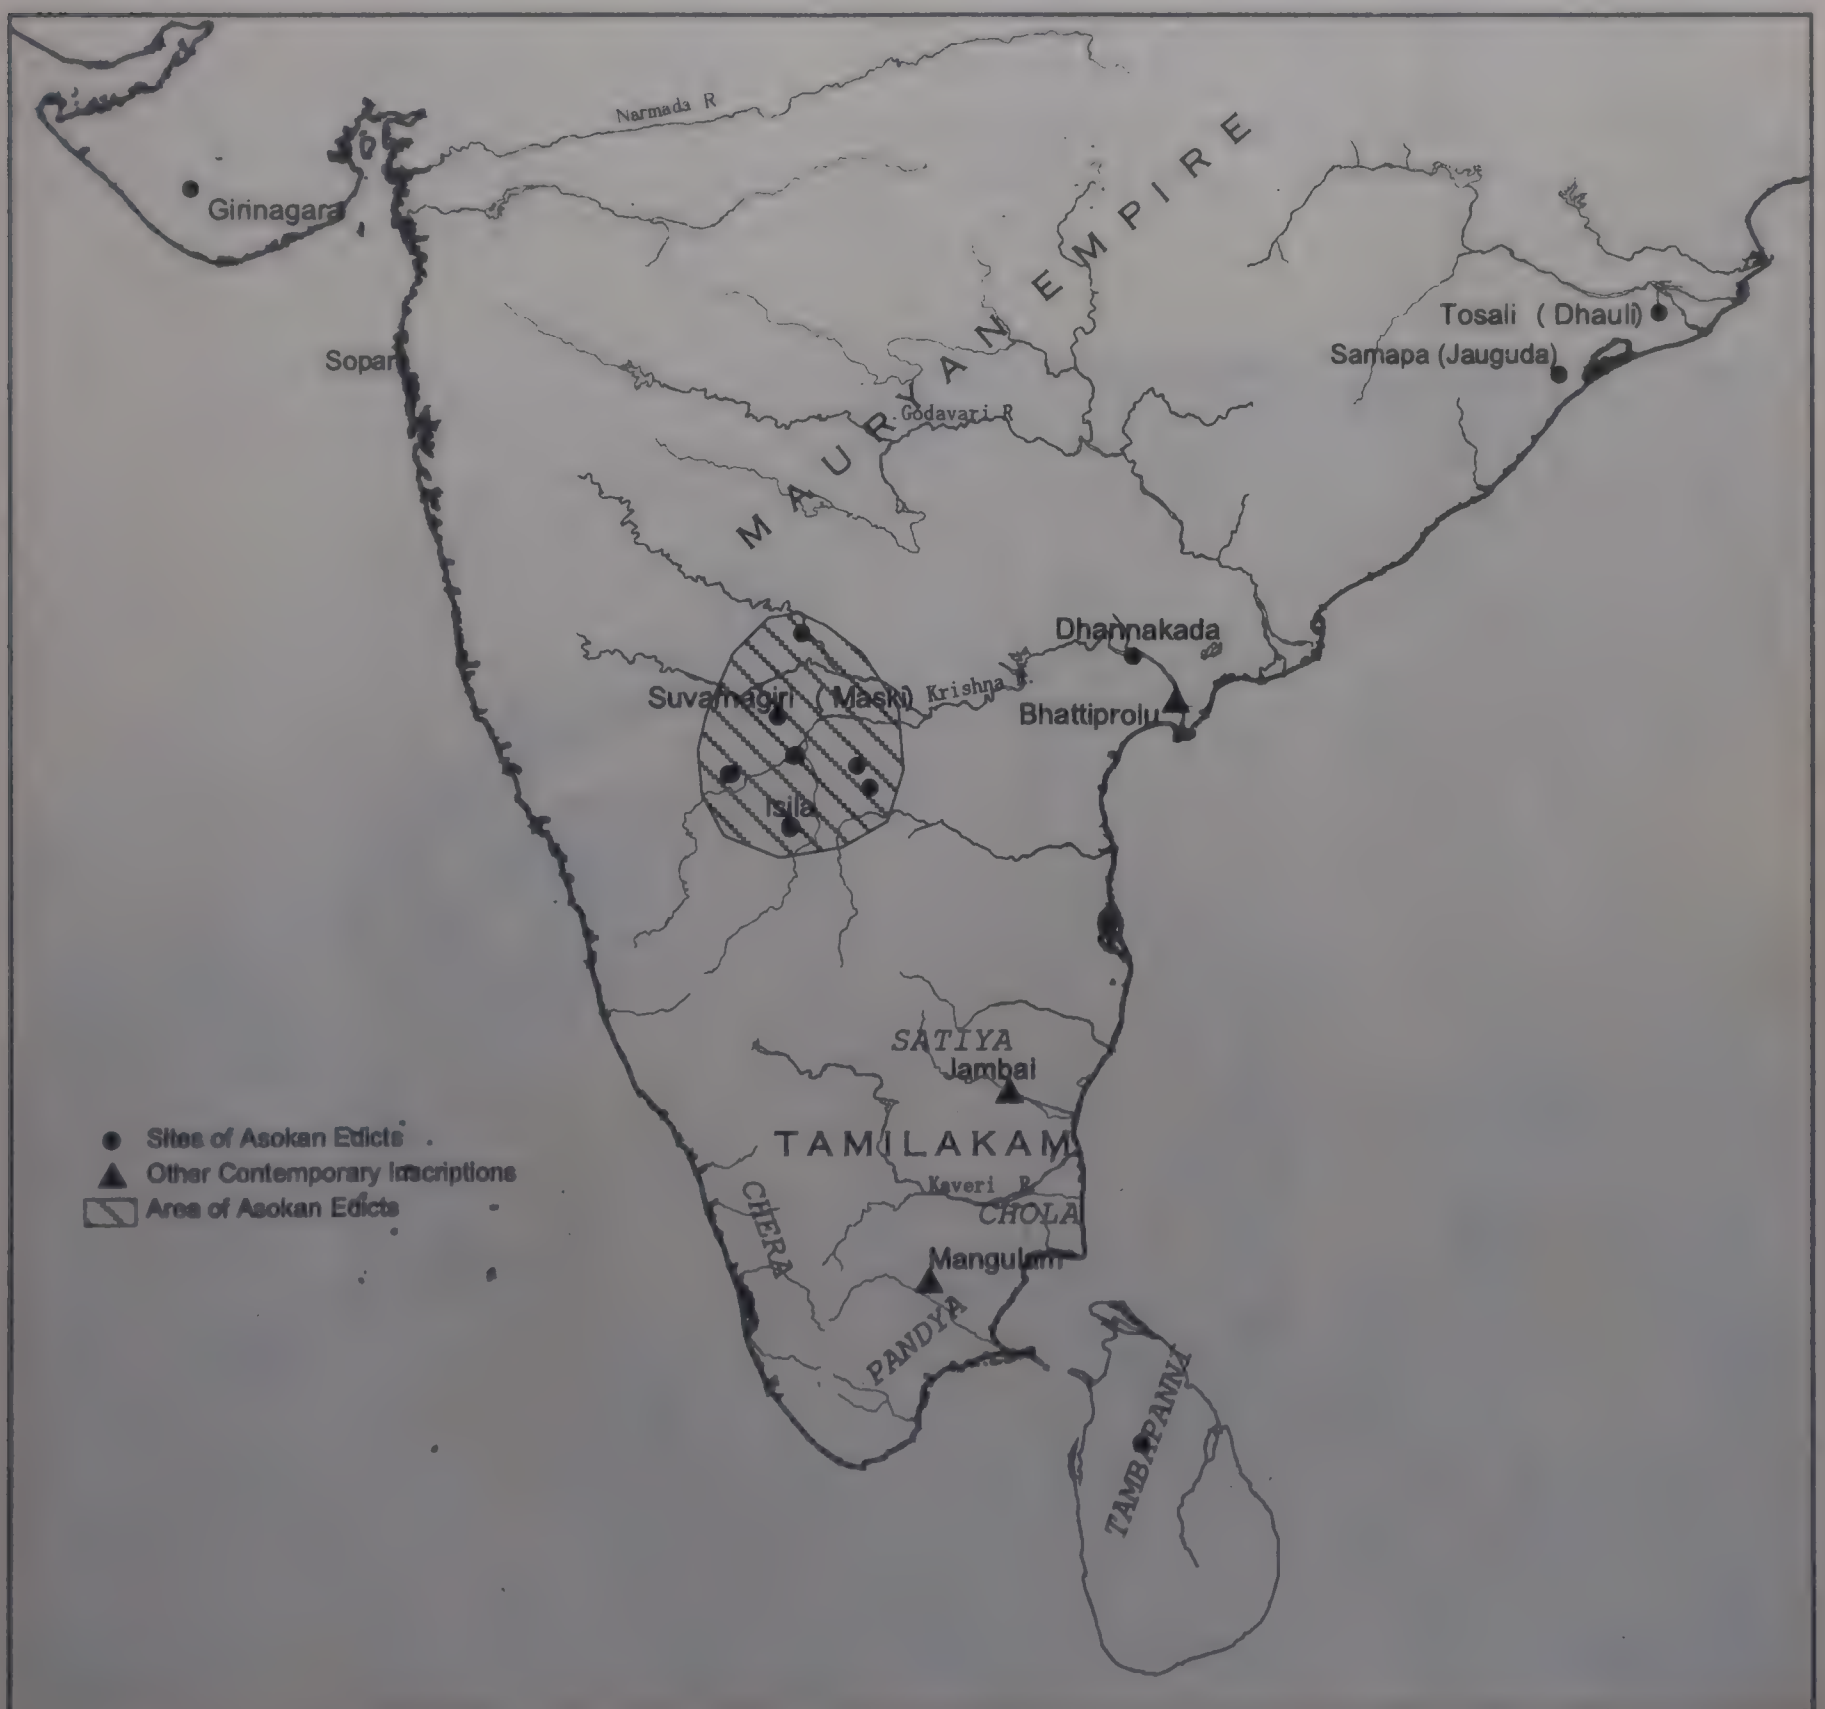 Narmada R
MAURYAN EMPIRE
Girinagara
Tosali ( Dhauli)
Samapa (Jauguda)
Sopar
Godavari R
Dhannakada
Suvarnagiri ( Maski)
Krishna R.
Bhattiprolu
Isila
SATIYA
Jambai
● Sites of Asokan Edicts
▲ Other Contemporary Inscriptions
Area of Asokan Edicts
TAMILAKAM
Kaveri R
CHERA
CHOLA
Mangulam
PANDYA
TAMBAPANNI